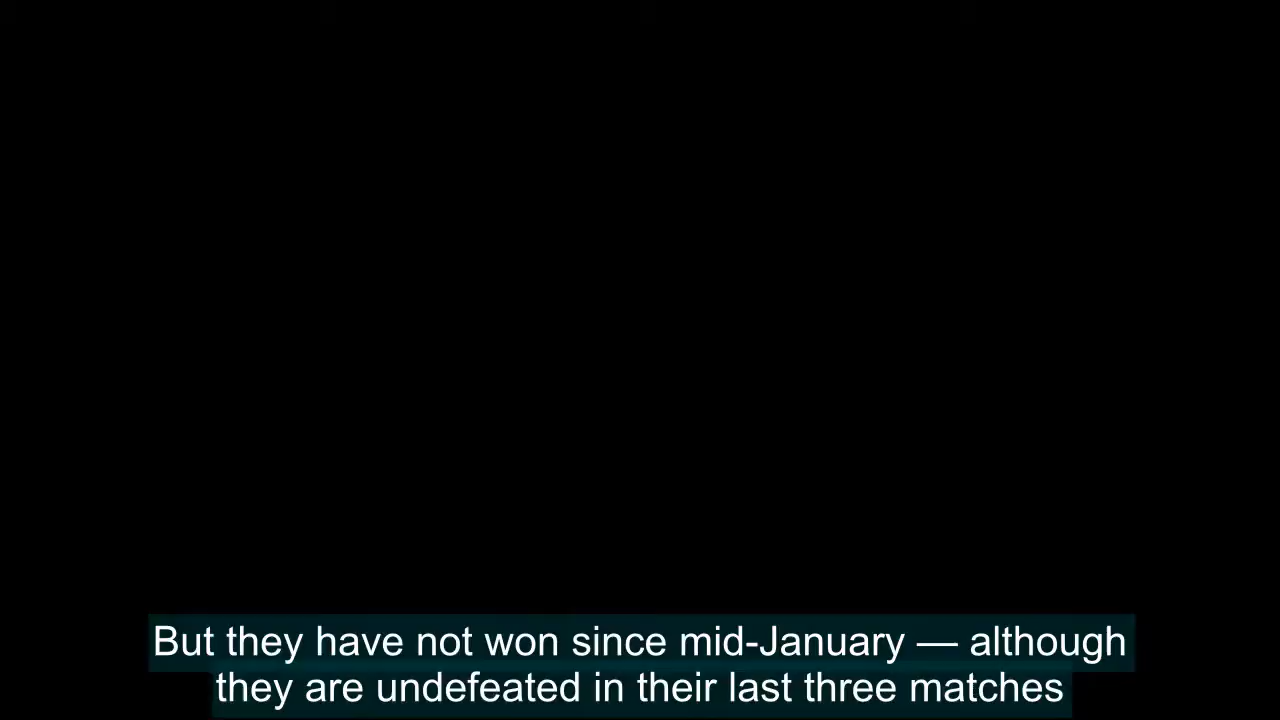 But they have not won since mid-January — although
they are undefeated in their last three matches